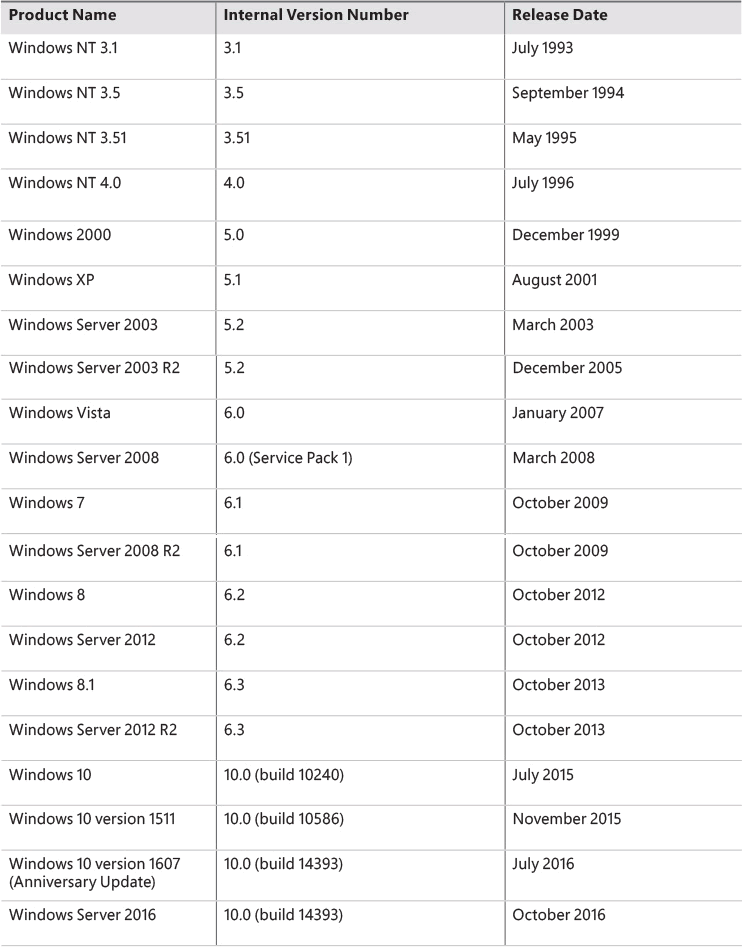 Product Name Internal Version Number Release Date
Windows NT 3.1 3.1 July 1993
Windows NT 3.5 3.5 September 1994
Windows NT 3.51 3.51 May 1995
Windows NT 4.0 4.0 July 1996
Windows 2000 5.0 December 1999
Windows XP 5.1 August 2001
Windows Server 2003 5.2 March 2003
Windows Server 2003 R2 5.2 December 2005
Windows Vista 6.0 January 2007
Windows Server 2008 6.0 (Service Pack 1) March 2008
Windows 7 6.1 October 2009
Windows Server 2008 R2 6.1 October 2009
Windows 8 6.2 October 2012
Windows Server 2012 6.2 October 2012
Windows 8.1 6.3 October 2013
Windows Server 2012 R2 6.3 October 2013
Windows 10 10.0 (build 10240) July 2015
Windows 10 version 1511 10.0 (build 10586) November 2015
Windows 10 version 1607 10.0 (build 14393) July 2016
(Anniversary Update)
Windows Server 2016 10.0 (build 14393) October 2016